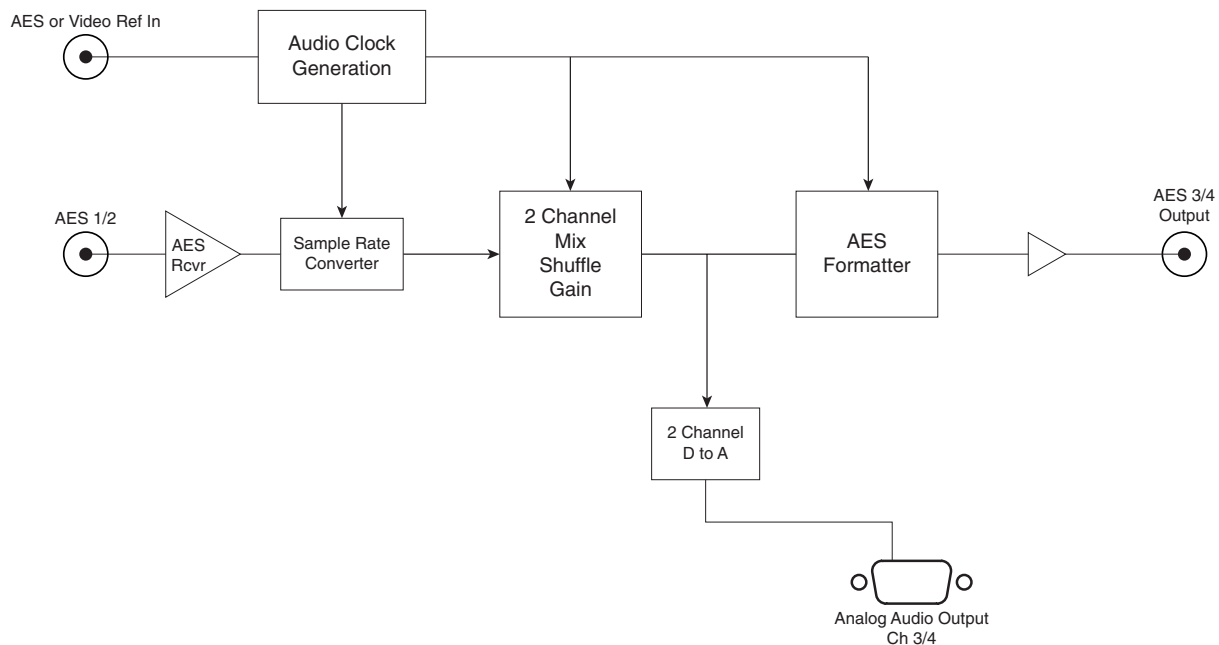 AES or Video Ref In
Audio Clock
Generation
AES 1/2
AES
Rcvr
Sample Rate
Converter
2 Channel
Mix
Shuffle
Gain
AES
Formatter
AES 3/4
Output
2 Channel
D to A
Analog Audio Output
Ch 3/4